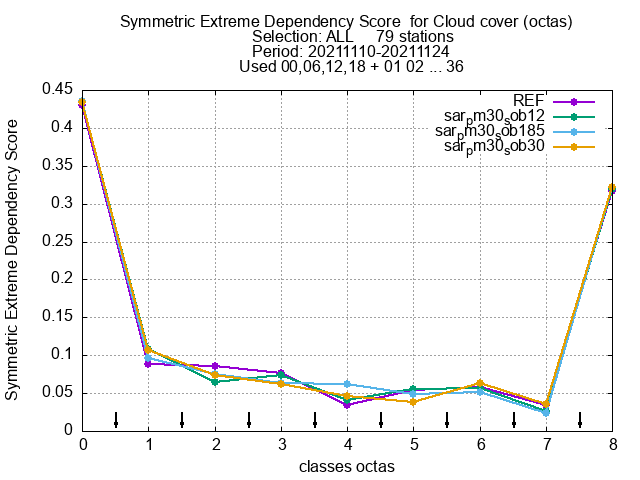 Symmetric Extreme Dependency Score  for Cloud cover (octas)
Selection: ALL     79 stations
Period: 20211110-20211124
Used 00,06,12,18 + 01 02 ... 36
REF
sarpm30sob12
sarpm30sob185
sarpm30sob30
Symmetric Extreme Dependency Score
0.45
0.4
0.35
0.3
0.25
0.2
0.15
0.1
0.05
0
0 1 2 3 4 5 6 7 8
classes octas